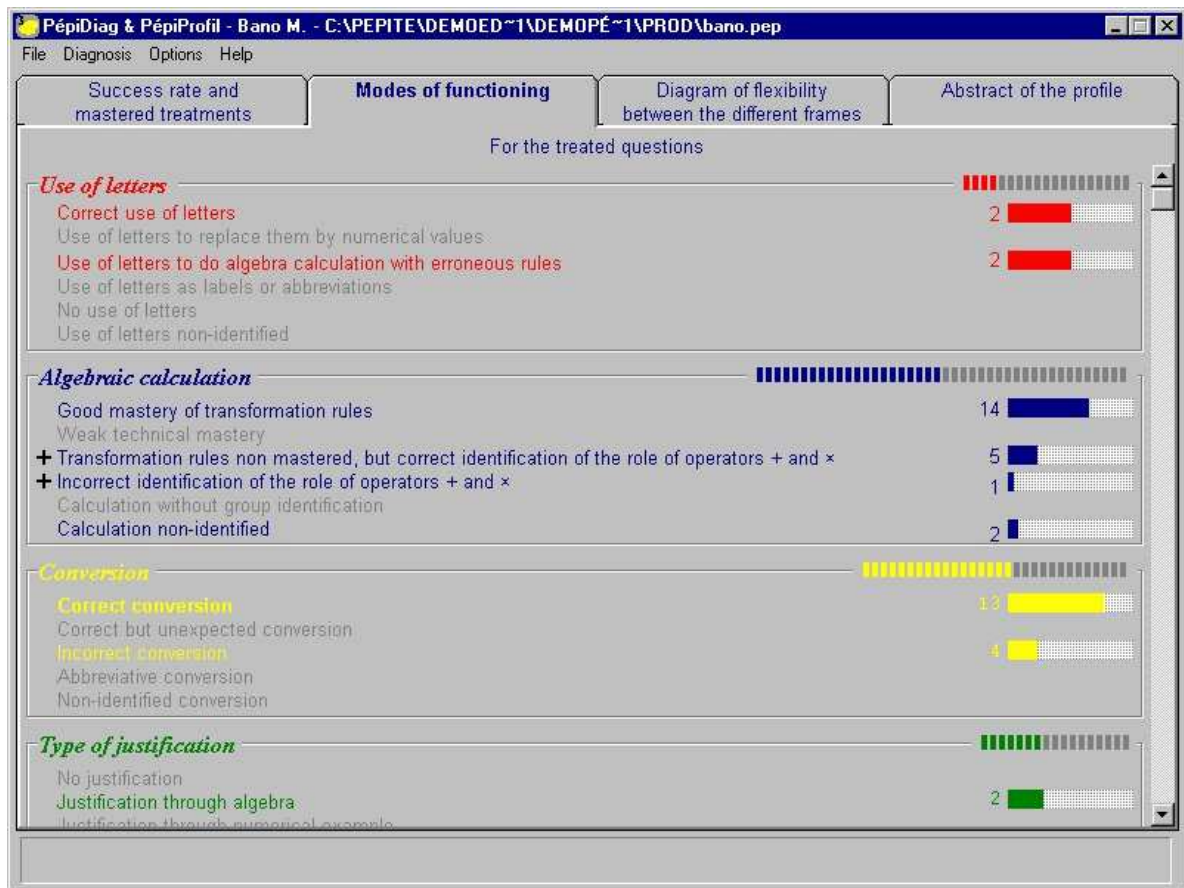 PépiDiag & PépiProfil - Bano M. - C:\PEPITE\DEMOED~1\DEMOPÉ~1\PROD\bano.pep
File Diagnosis Options Help
Success rate and
mastered treatments
Modes of functioning
Diagram of flexibility
between the different frames
Abstract of the profile
For the treated questions
Use of letters
Correct use of letters 2
Use of letters to replace them by numerical values
Use of letters to do algebra calculation with erroneous rules 2
Use of letters as labels or abbreviations
No use of letters
Use of letters non-identified
Algebraic calculation
Good mastery of transformation rules 14
Weak technical mastery
+ Transformation rules non mastered, but correct identification of the role of operators + and × 5
+ Incorrect identification of the role of operators + and × 1
Calculation without group identification
Calculation non-identified 2
Conversion
Correct conversion 13
Correct but unexpected conversion
Incorrect conversion 4
Abbreviative conversion
Non-identified conversion
Type of justification
No justification
Justification through algebra 2
Justification through numerical example